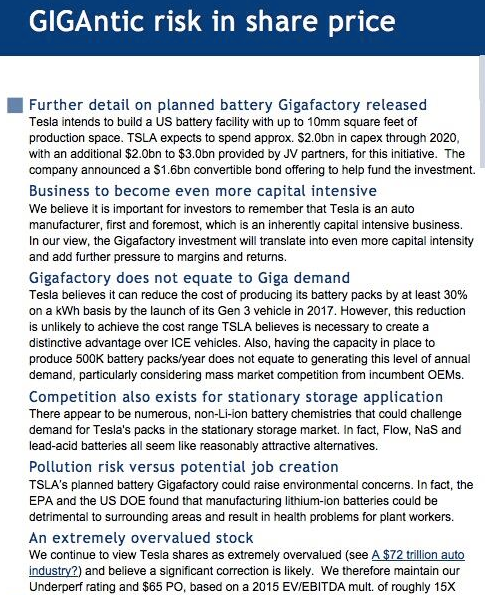 GIGAntic risk in share price
Further detail on planned battery Gigafactory released
Tesla intends to build a US battery facility with up to 10mm square feet of
production space. TSLA expects to spend approx. $2.0bn in capex through 2020,
with an additional $2.0bn to $3.0bn provided by JV partners, for this initiative. The
company announced a $1.6bn convertible bond offering to help fund the investment.
Business to become even more capital intensive
We believe it is important for investors to remember that Tesla is an auto
manufacturer, first and foremost, which is an inherently capital intensive business.
In our view, the Gigafactory investment will translate into even more capital intensity
and add further pressure to margins and returns.
Gigafactory does not equate to Giga demand
Tesla believes it can reduce the cost of producing its battery packs by at least 30%
on a kWh basis by the launch of its Gen 3 vehicle in 2017. However, this reduction
is unlikely to achieve the cost range TSLA believes is necessary to create a
distinctive advantage over ICE vehicles. Also, having the capacity in place to
produce 500K battery packs/year does not equate to generating this level of annual
demand, particularly considering mass market competition from incumbent OEMs.
Competition also exists for stationary storage application
There appear to be numerous, non-Li-ion battery chemistries that could challenge
demand for Tesla's packs in the stationary storage market. In fact, Flow, NaS and
lead-acid batteries all seem like reasonably attractive alternatives.
Pollution risk versus potential job creation
TSLA's planned battery Gigafactory could raise environmental concerns. In fact, the
EPA and the US DOE found that manufacturing lithium-ion batteries could be
detrimental to surrounding areas and result in health problems for plant workers.
An extremely overvalued stock
We continue to view Tesla shares as extremely overvalued (see A $72 trillion auto
industry?) and believe a significant correction is likely. We therefore maintain our
Underperf rating and $65 PO, based on a 2015 EV/EBITDA mult. of roughly 15X